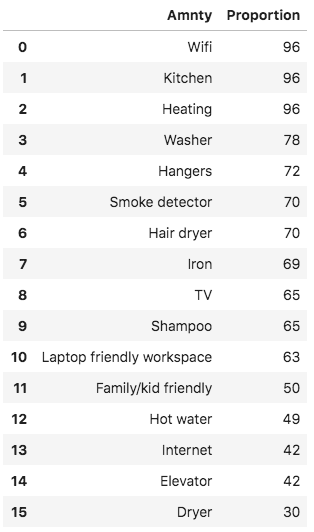 Amnty Proportion
0 Wifi 96
1 Kitchen 96
2 Heating 96
3 Washer 78
4 Hangers 72
5 Smoke detector 70
6 Hair dryer 70
7 Iron 69
8 TV 65
9 Shampoo 65
10 Laptop friendly workspace 63
11 Family/kid friendly 50
12 Hot water 49
13 Internet 42
14 Elevator 42
15 Dryer 30